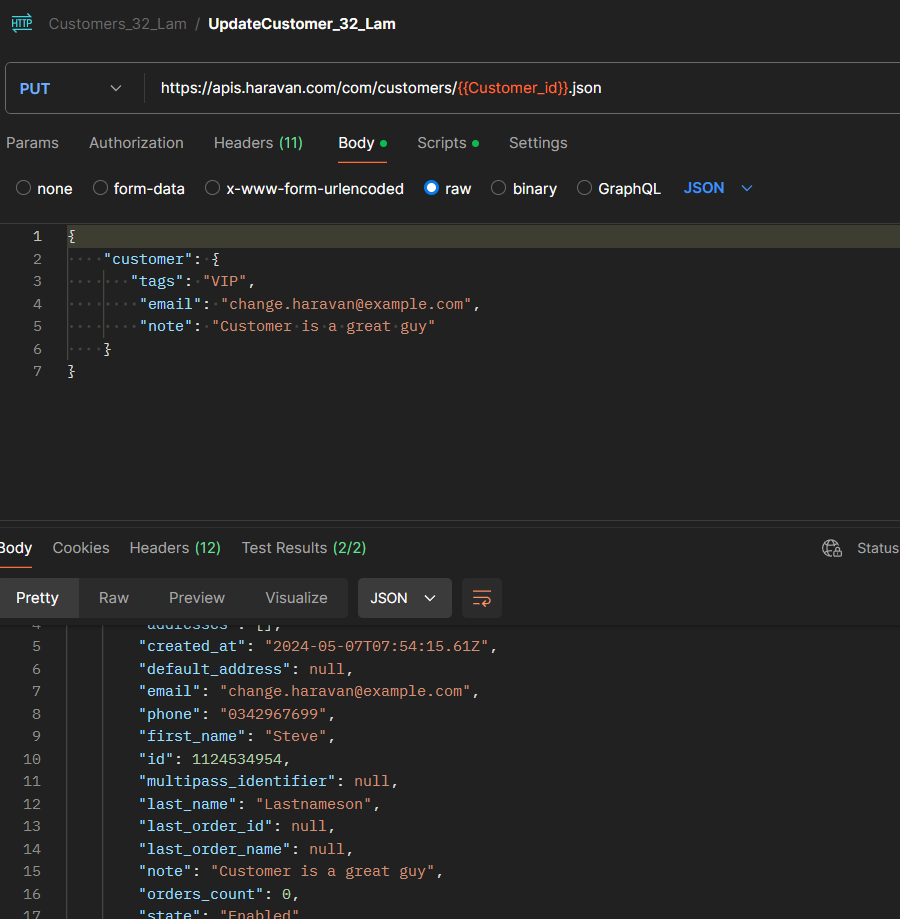 HTTP Customers_32_Lam / UpdateCustomer_32_Lam
PUT https://apis.haravan.com/com/customers/{{Customer_id}}.json
Params Authorization Headers (11) Body Scripts Settings
none form-data x-www-form-urlencoded raw binary GraphQL JSON
1 {
2 "customer": {
3 "tags": "VIP",
4 "email": "change.haravan@example.com",
5 "note": "Customer is a great guy"
6 }
7 }
Body Cookies Headers (12) Test Results (2/2) Status
Pretty Raw Preview Visualize JSON
4 "addresses": [],
5 "created_at": "2024-05-07T07:54:15.61Z",
6 "default_address": null,
7 "email": "change.haravan@example.com",
8 "phone": "0342967699",
9 "first_name": "Steve",
10 "id": 1124534954,
11 "multipass_identifier": null,
12 "last_name": "Lastnameson",
13 "last_order_id": null,
14 "last_order_name": null,
15 "note": "Customer is a great guy",
16 "orders_count": 0,
17 "state": "Enabled"